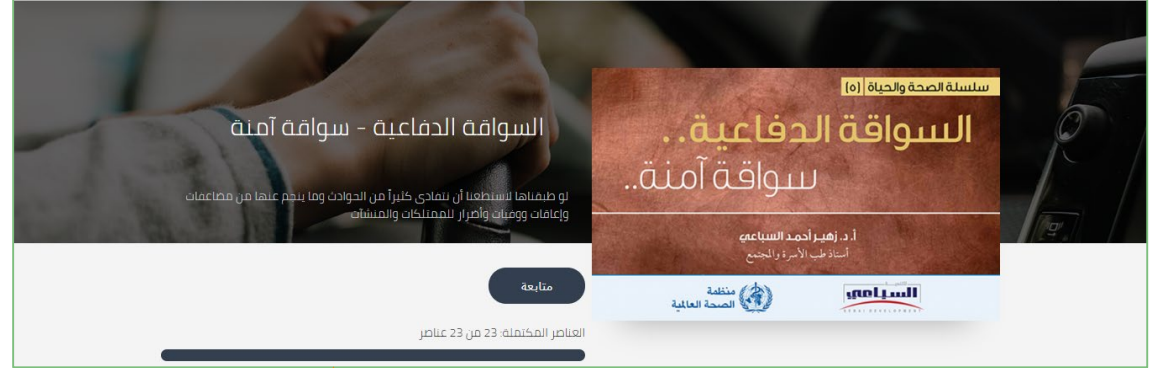 السواقة الدفاعية - سواقة آمنة
لو طبقناها لاستطعنا أن نتفادى كثيراً من الحوادث وما ينجم عنها من مضاعفات
وإعاقات ووفيات وأضرار للممتلكات والمنشآت
متابعة
العناصر المكتملة: 23 من 23 عناصر
سلسلة الصحة والحياة (٥)
السواقة الدفاعية..
سواقة آمنة..
أ. د. زهير أحمد السباعي
أستاذ طب الأسرة والمجتمع
السباعي
منظمة
الصحة العالمية